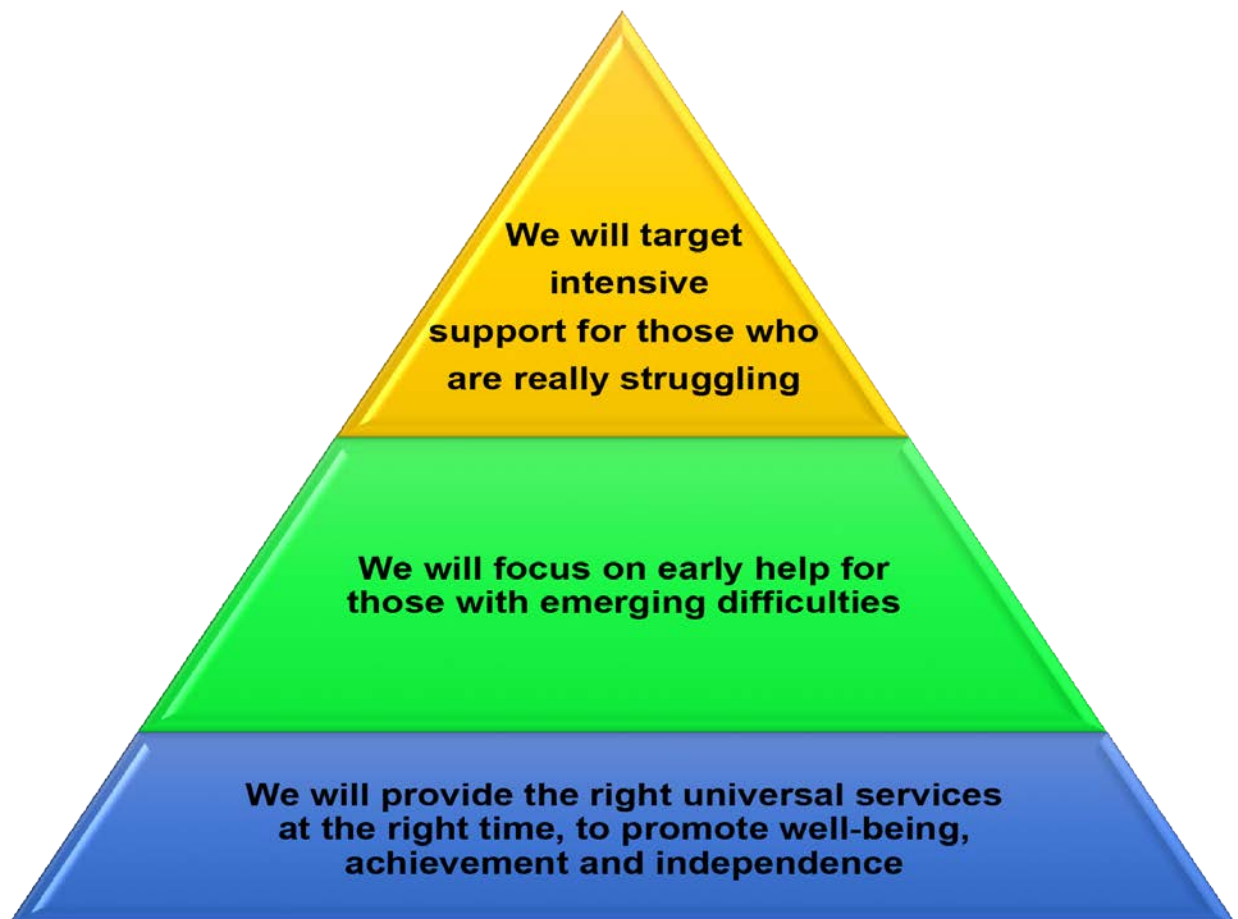 We will target
intensive
support for those who
are really struggling
We will focus on early help for
those with emerging difficulties
We will provide the right universal services
at the right time, to promote well-being,
achievement and independence